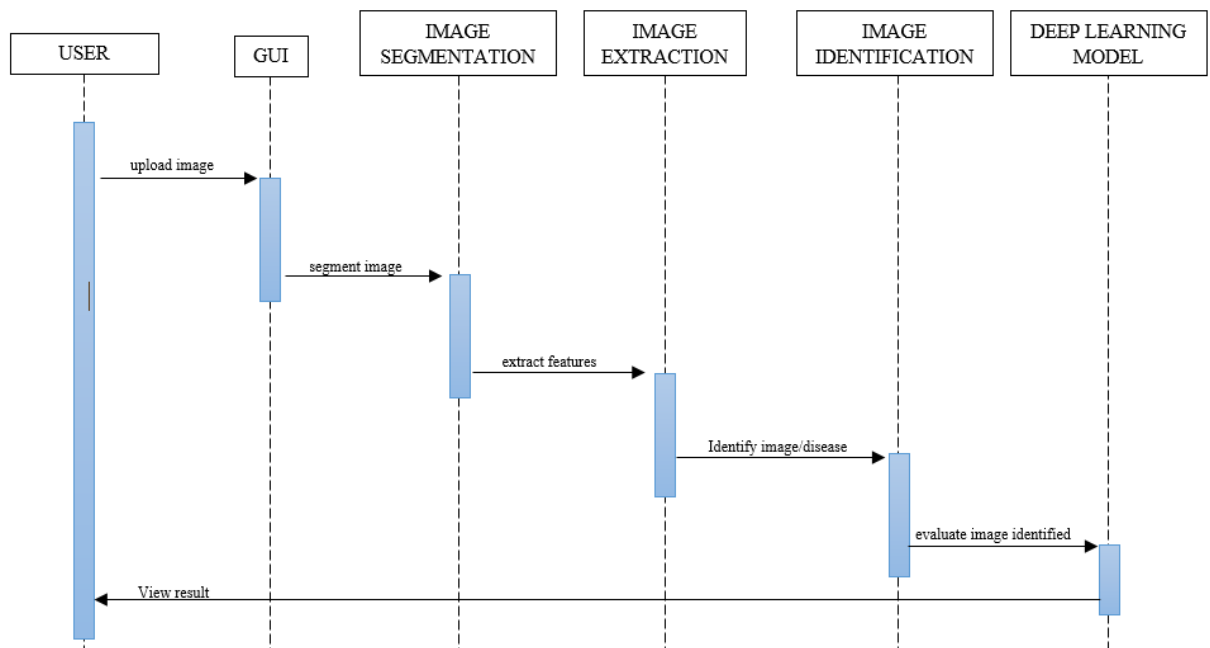 USER
GUI
IMAGE
SEGMENTATION
IMAGE
EXTRACTION
IMAGE
IDENTIFICATION
DEEP LEARNING
MODEL
upload image
segment image
extract features
Identify image/disease
evaluate image identified
View result